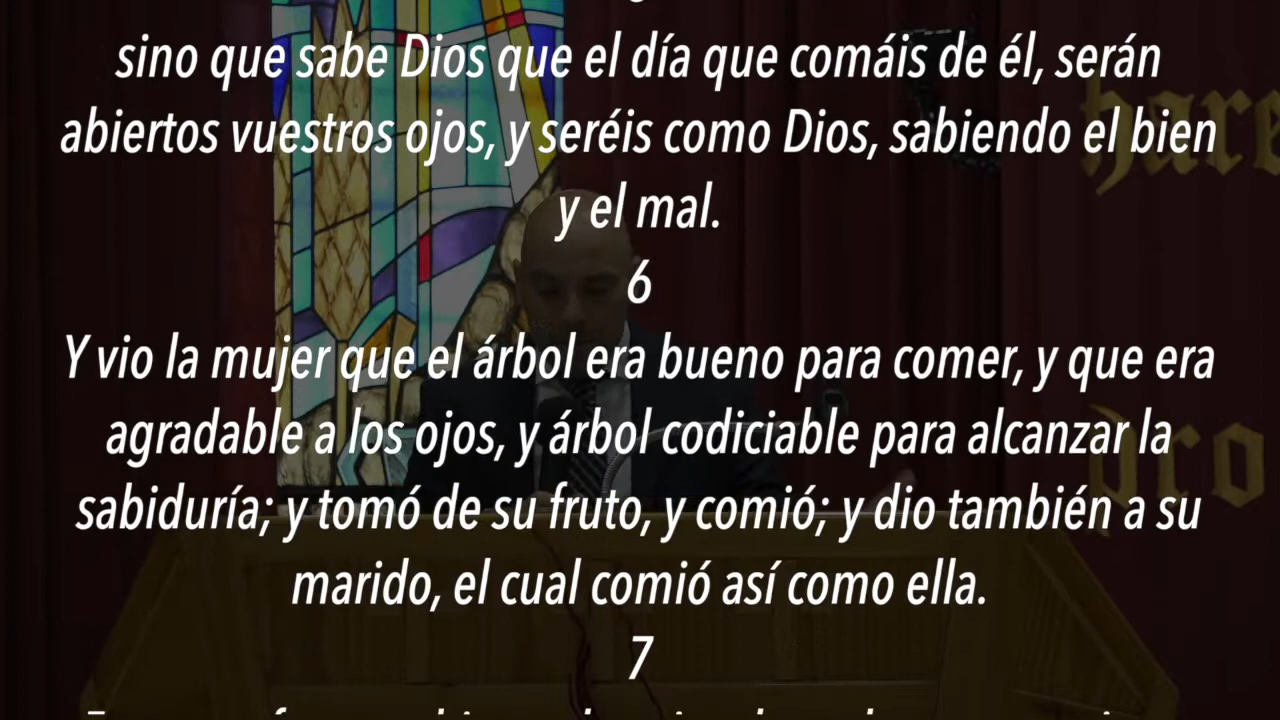 sino que sabe Dios que el día que comáis de él, serán
abiertos vuestros ojos, y seréis como Dios, sabiendo el bien
y el mal.
6
Y vio la mujer que el árbol era bueno para comer, y que era
agradable a los ojos, y árbol codiciable para alcanzar la
sabiduría; y tomó de su fruto, y comió; y dio también a su
marido, el cual comió así como ella.
7
hare
pro